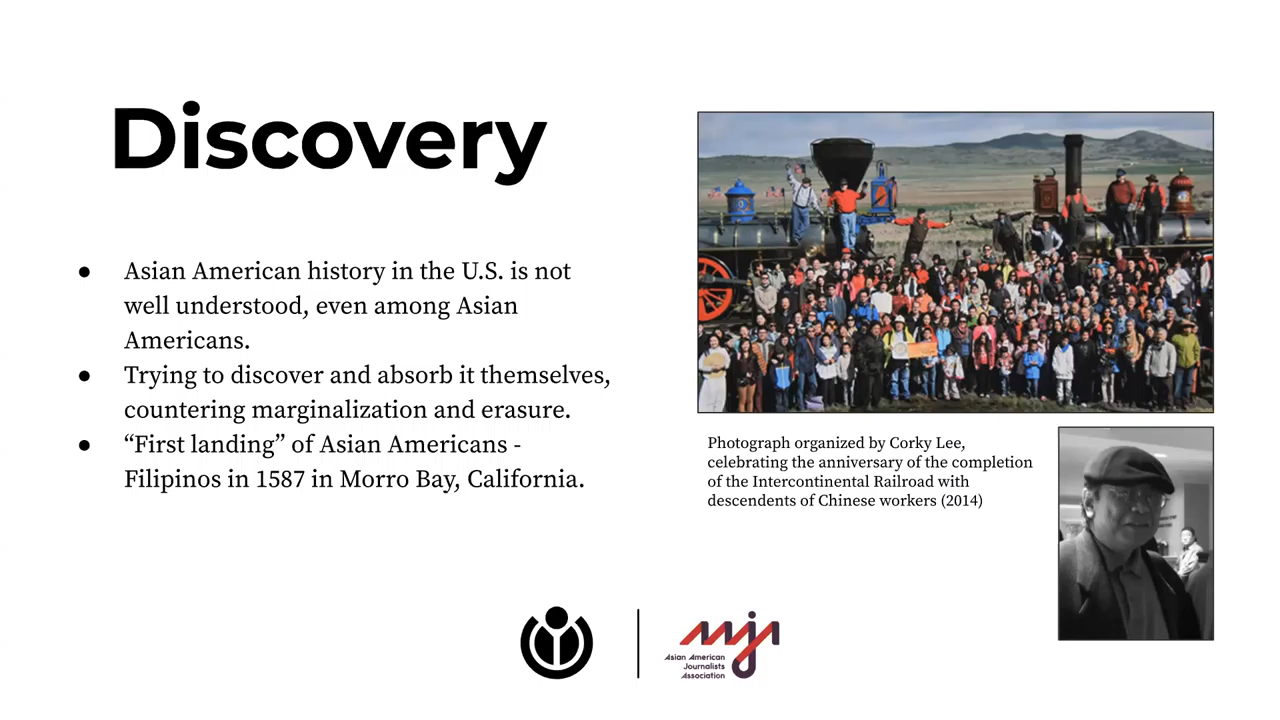 Discovery
● Asian American history in the U.S. is not
well understood, even among Asian
Americans.
● Trying to discover and absorb it themselves,
countering marginalization and erasure.
● “First landing” of Asian Americans -
Filipinos in 1587 in Morro Bay, California.
Photograph organized by Corky Lee,
celebrating the anniversary of the completion
of the Intercontinental Railroad with
descendents of Chinese workers (2014)
aaja
Asian American
Journalists
Association